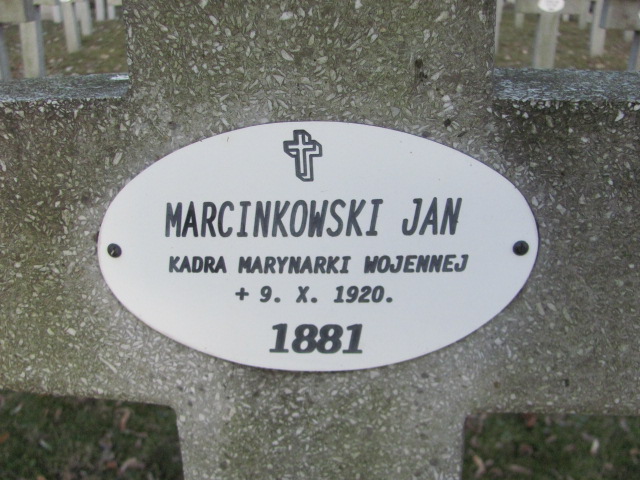 MARCINKOWSKI JAN
KADRA MARYNARKI WOJENNEJ
+ 9. X. 1920.
1881